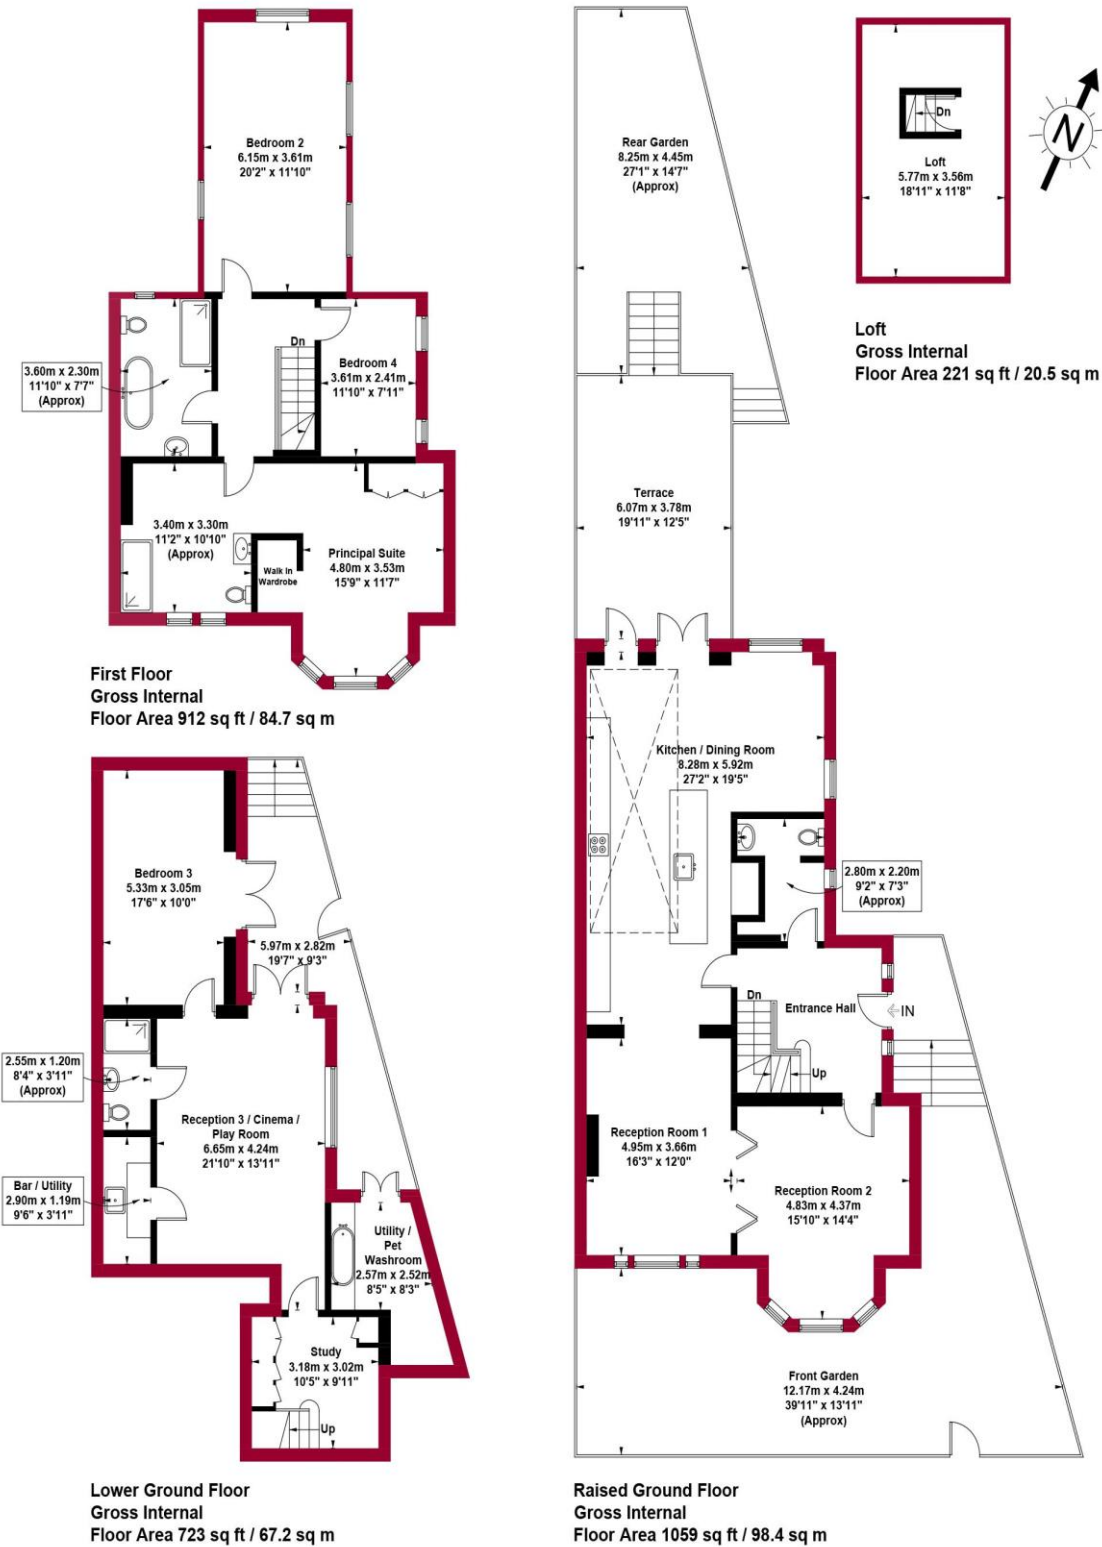 Bedroom 2
6.15m x 3.61m
20'2" x 11'10"
Dn
Bedroom 4
3.61m x 2.41m
11'10" x 7'11"
3.60m x 2.30m
11'10" x 7'7"
(Approx)
3.40m x 3.30m
11'2" x 10'10"
(Approx)
Walk In
Wardrobe
Principal Suite
4.80m x 3.53m
15'9" x 11'7"
First Floor
Gross Internal
Floor Area 912 sq ft / 84.7 sq m
Rear Garden
8.25m x 4.45m
27'1" x 14'7"
(Approx)
Dn
Loft
5.77m x 3.56m
18'11" x 11'8"
N
Loft
Gross Internal
Floor Area 221 sq ft / 20.5 sq m
Terrace
6.07m x 3.78m
19'11" x 12'5"
Kitchen / Dining Room
8.28m x 5.92m
27'2" x 19'5"
2.80m x 2.20m
9'2" x 7'3"
(Approx)
Dn
Entrance Hall
IN
Up
Reception Room 1
4.95m x 3.66m
16'3" x 12'0"
Reception Room 2
4.83m x 4.37m
15'10" x 14'4"
Front Garden
12.17m x 4.24m
39'11" x 13'11"
(Approx)
Raised Ground Floor
Gross Internal
Floor Area 1059 sq ft / 98.4 sq m
Bedroom 3
5.33m x 3.05m
17'6" x 10'0"
5.97m x 2.82m
19'7" x 9'3"
2.55m x 1.20m
8'4" x 3'11"
(Approx)
Reception 3 / Cinema /
Play Room
6.65m x 4.24m
21'10" x 13'11"
Bar / Utility
2.90m x 1.19m
9'6" x 3'11"
Utility /
Pet
Washroom
2.57m x 2.52m
8'5" x 8'3"
Study
3.18m x 3.02m
10'5" x 9'11"
Up
Lower Ground Floor
Gross Internal
Floor Area 723 sq ft / 67.2 sq m